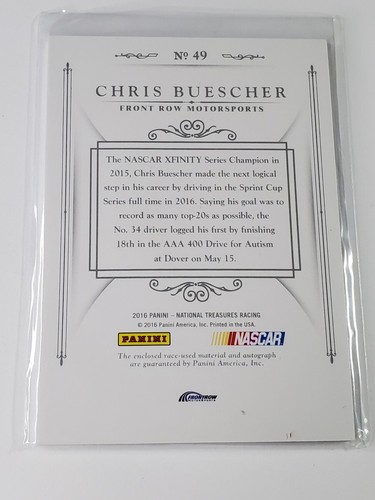 Nº 49
CHRIS BUESCHER
FRONT ROW MOTORSPORTS
The NASCAR XFINITY Series Champion in
2015, Chris Buescher made the next logical
step in his career by driving in the Sprint Cup
Series full time in 2016. Saying his goal was to
record as many top-20s as possible, the
No. 34 driver logged his first by finishing
18th in the AAA 400 Drive for Autism
at Dover on May 15.
2016 PANINI – NATIONAL TREASURES RACING
© 2016 Panini America, Inc. Printed in the USA.
PANINI NASCAR
The enclosed race-used material and autograph
are guaranteed by Panini America, Inc.
FRONTROW